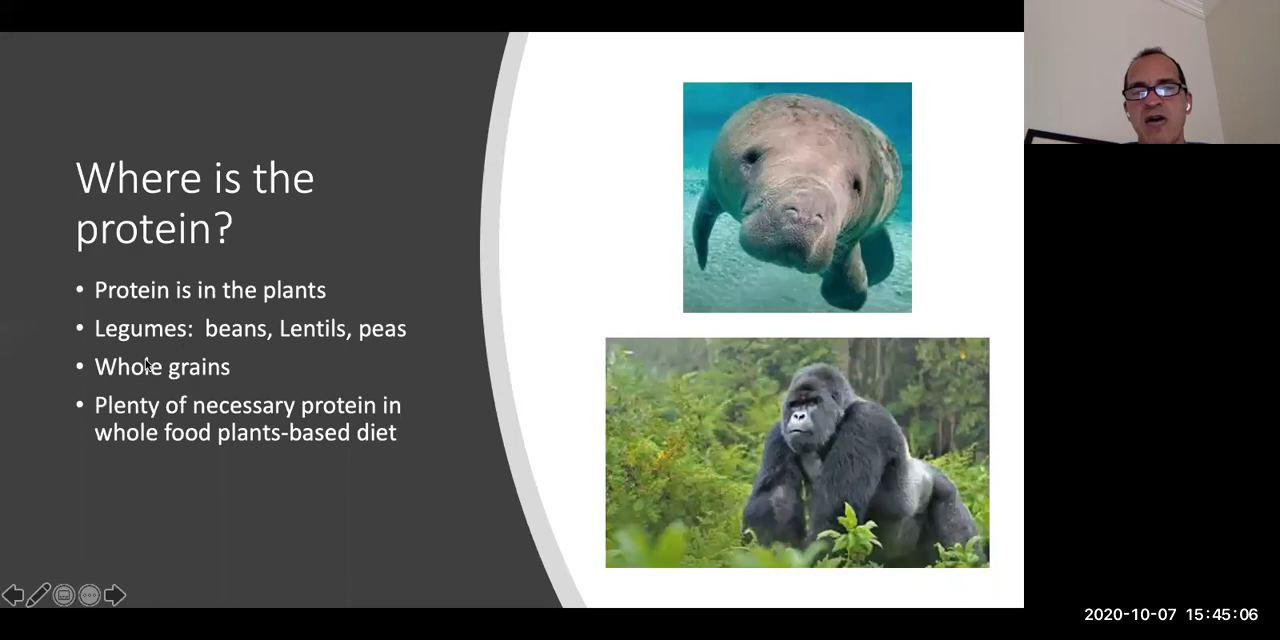 Where is the
protein?
• Protein is in the plants
• Legumes:  beans, Lentils, peas
• Whole grains
• Plenty of necessary protein in
whole food plants-based diet
2020-10-07 15:45:06